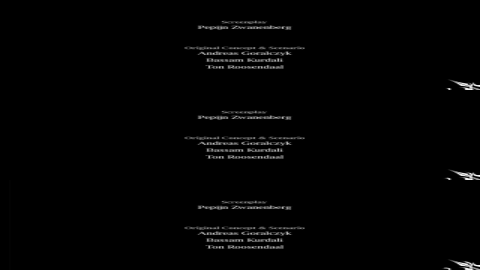 Screenplay
Pepijn Zwanenberg
Original Concept & Scenario
Andreas Goralczyk
Bassam Kurdali
Ton Roosendaal
Screenplay
Pepijn Zwanenberg
Original Concept & Scenario
Andreas Goralczyk
Bassam Kurdali
Ton Roosendaal
Screenplay
Pepijn Zwanenberg
Original Concept & Scenario
Andreas Goralczyk
Bassam Kurdali
Ton Roosendaal